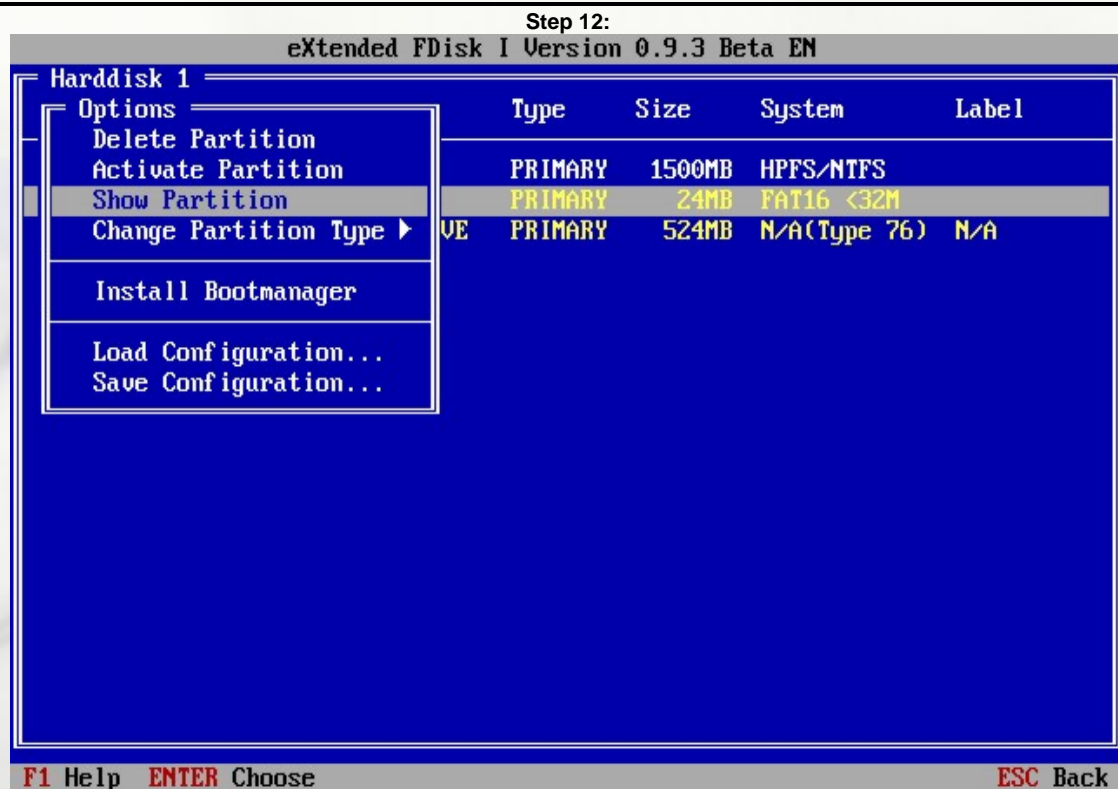 Step 12:
eXtended FDisk I Version 0.9.3 Beta EN
Harddisk 1
Options Type Size System Label
Delete Partition
Activate Partition PRIMARY 1500MB HPFS/NTFS
Show Partition PRIMARY 24MB FAT16 <32M
Change Partition Type ▶ VE PRIMARY 524MB N/A(Type 76) N/A
Install Bootmanager
Load Configuration...
Save Configuration...
F1 Help ENTER Choose ESC Back